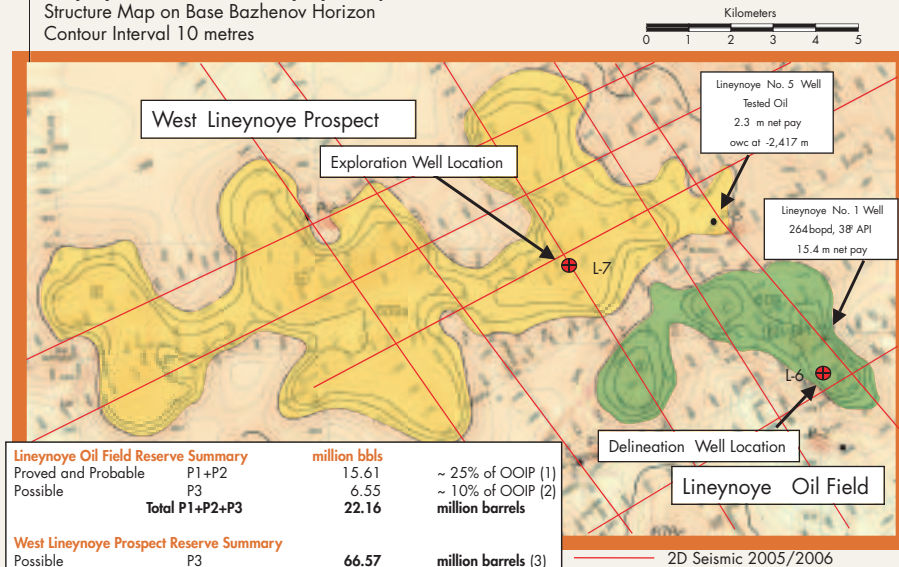 Structure Map on Base Bazhenov Horizon
Contour Interval 10 metres
Kilometers
0 1 2 3 4 5
West Lineynoye Prospect
Exploration Well Location
Lineynoye No. 5 Well
Tested Oil
2.3 m net pay
owc at -2,417 m
Lineynoye No. 1 Well
264bopd, 38º API
15.4 m net pay
L-7
L-6
Delineation Well Location
Lineynoye Oil Field
Lineynoye Oil Field Reserve Summary million bbls
Proved and Probable P1+P2 15.61 ~ 25% of OOIP (1)
Possible P3 6.55 ~ 10% of OOIP (2)
Total P1+P2+P3 22.16 million barrels
West Lineynoye Prospect Reserve Summary
Possible P3 66.57 million barrels (3)
2D Seismic 2005/2006